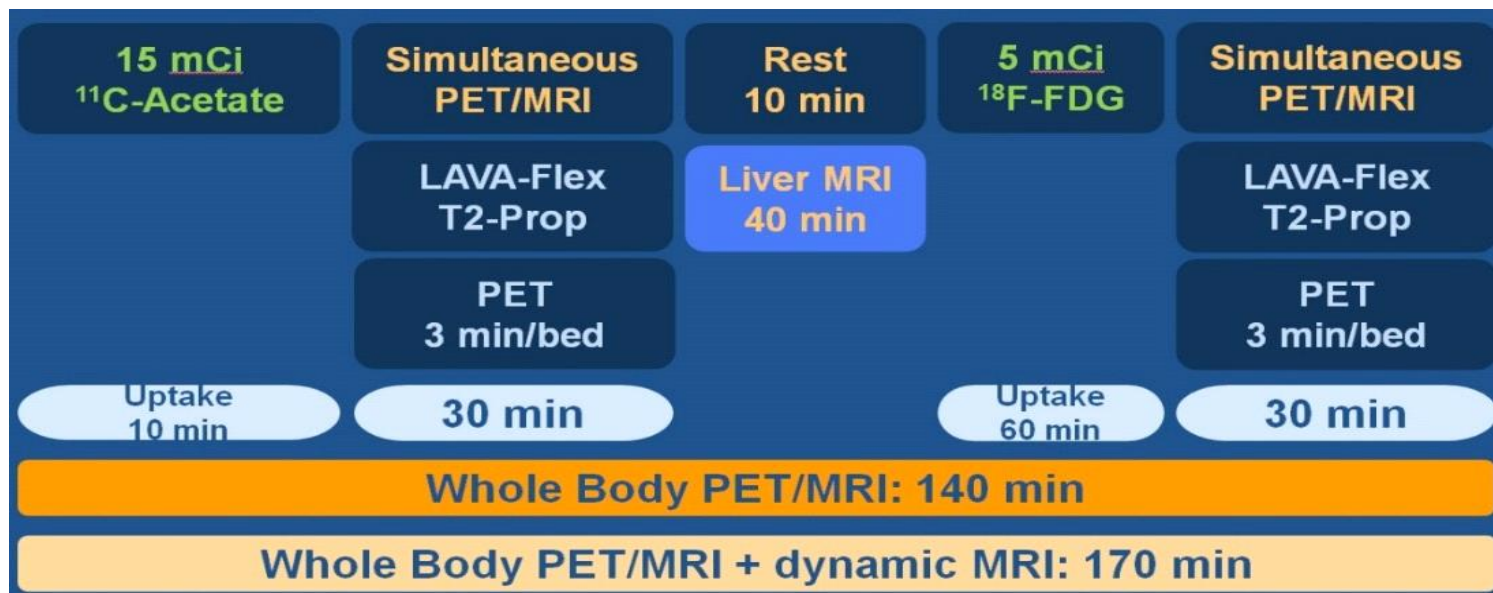 15 mCi
¹¹C-Acetate
Simultaneous
PET/MRI
Rest
10 min
5 mCi
¹⁸F-FDG
Simultaneous
PET/MRI
LAVA-Flex
T2-Prop
Liver MRI
40 min
LAVA-Flex
T2-Prop
PET
3 min/bed
PET
3 min/bed
Uptake
10 min
30 min
Uptake
60 min
30 min
Whole Body PET/MRI: 140 min
Whole Body PET/MRI + dynamic MRI: 170 min